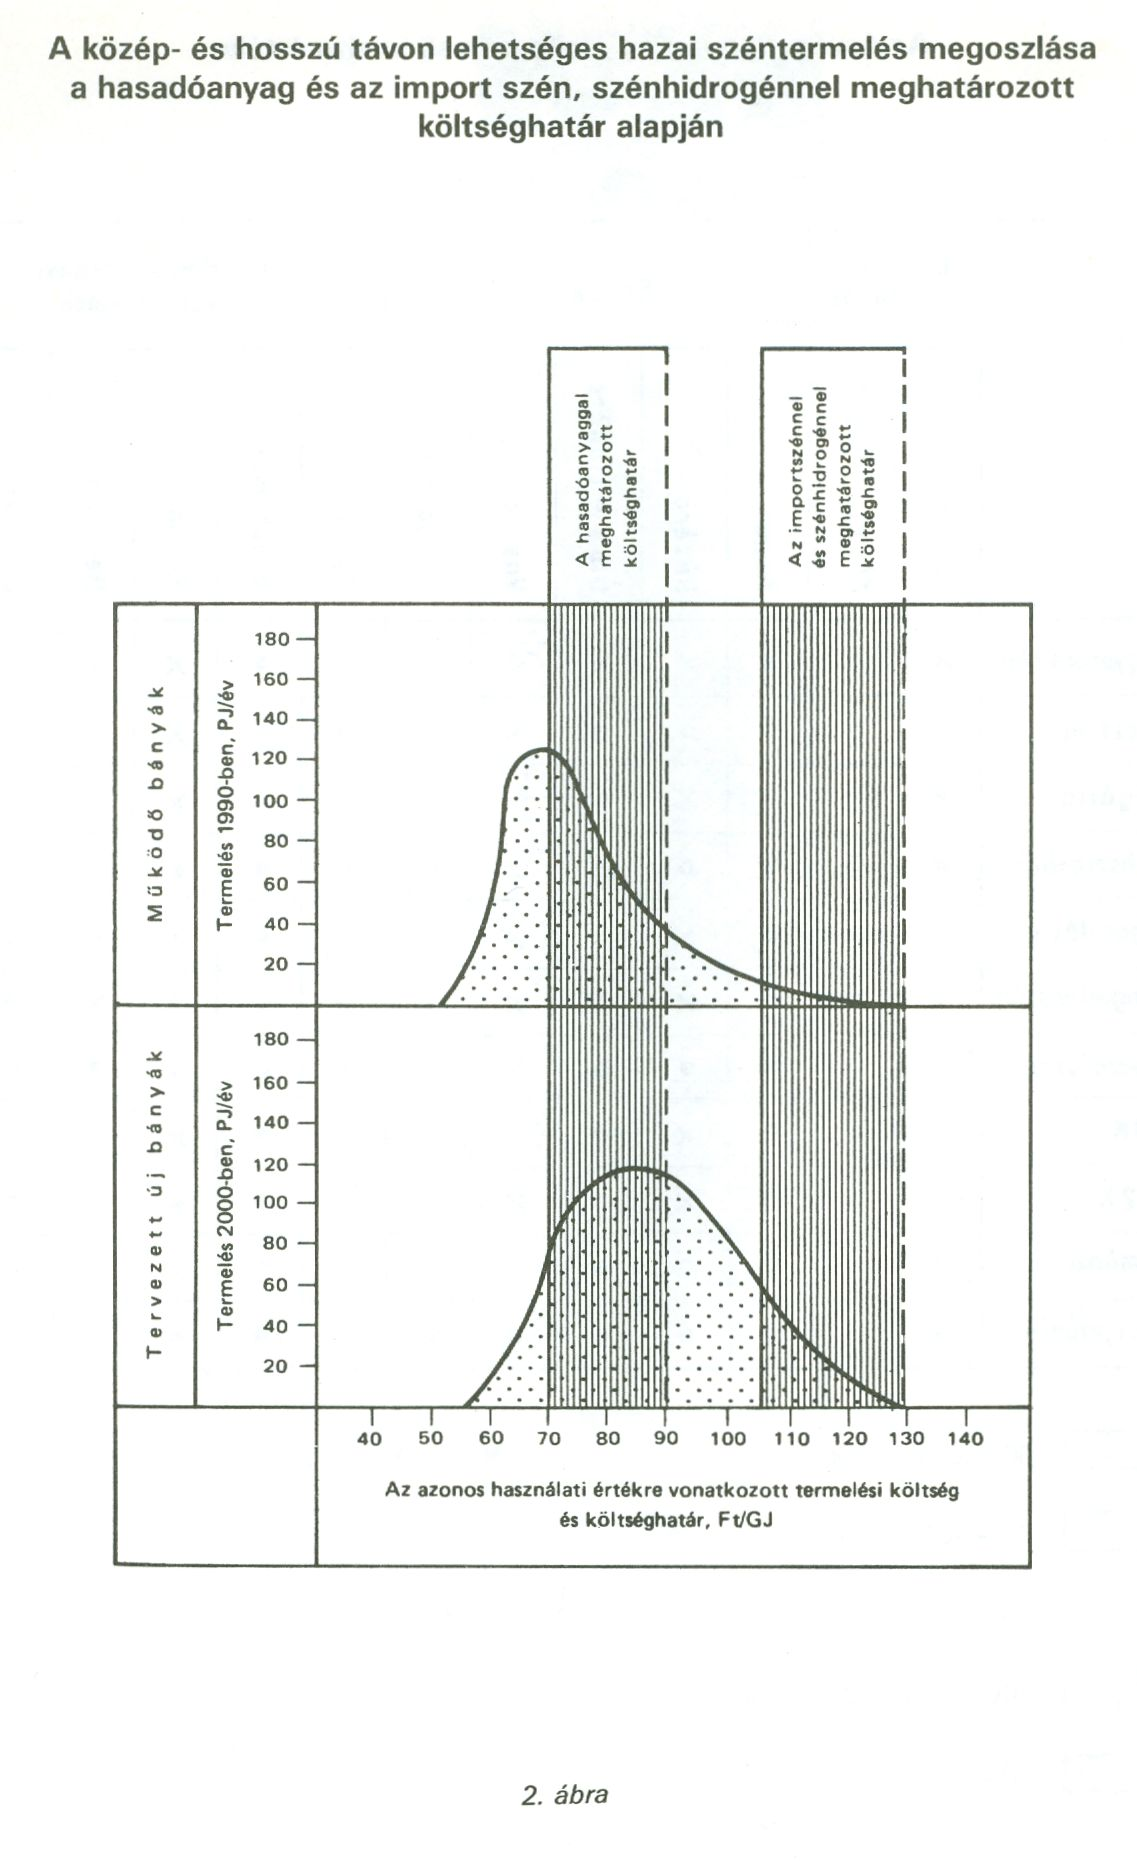 A közép- és hosszú távon lehetséges hazai széntermelés megoszlása
a hasadóanyag és az import szén, szénhidrogénnel meghatározott
költséghatár alapján
A hasadóanyaggal
meghatározott
költséghatár
Az importszénnel
és szénhidrogénnel
meghatározott
költséghatár
Működő bányák
Termelés 1990-ben, PJ/év
180
160
140
120
100
80
60
40
20
Tervezett új bányák
Termelés 2000-ben, PJ/év
180
160
140
120
100
80
60
40
20
40 50 60 70 80 90 100 110 120 130 140
Az azonos használati értékre vonatkozott termelési költség
és költséghatár, Ft/GJ
2. ábra